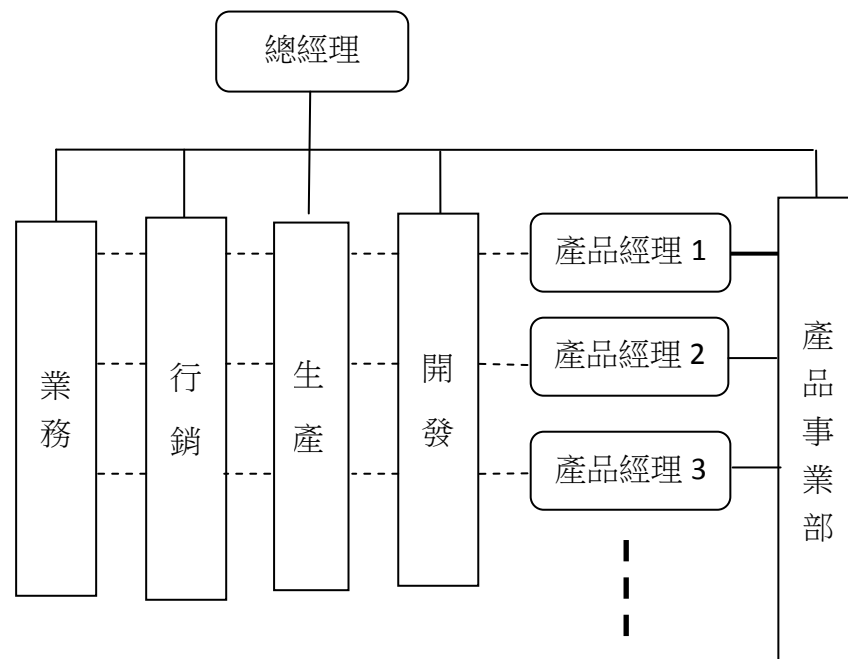 總經理
業務
行銷
生產
開發
產品經理 1
產品經理 2
產品經理 3
產品事業部